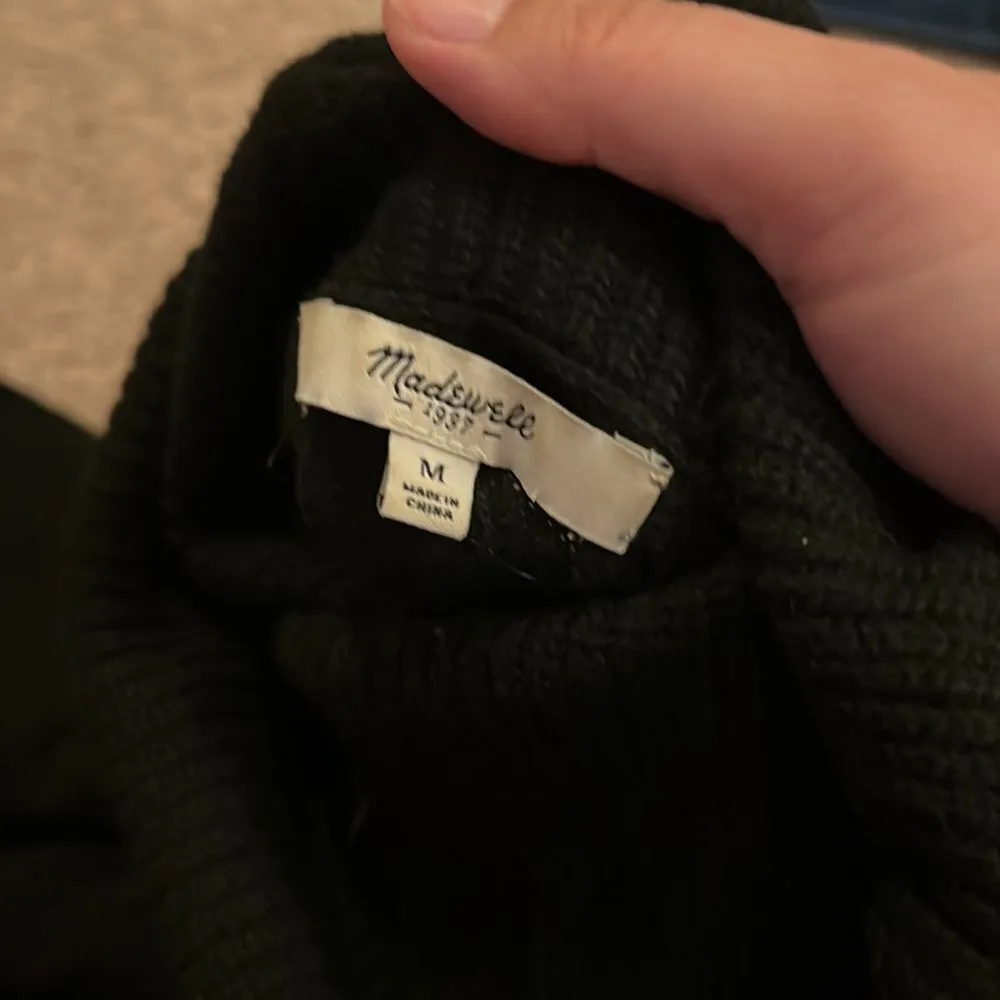 Madewell
— 1937 —
M
MADE IN
CHINA